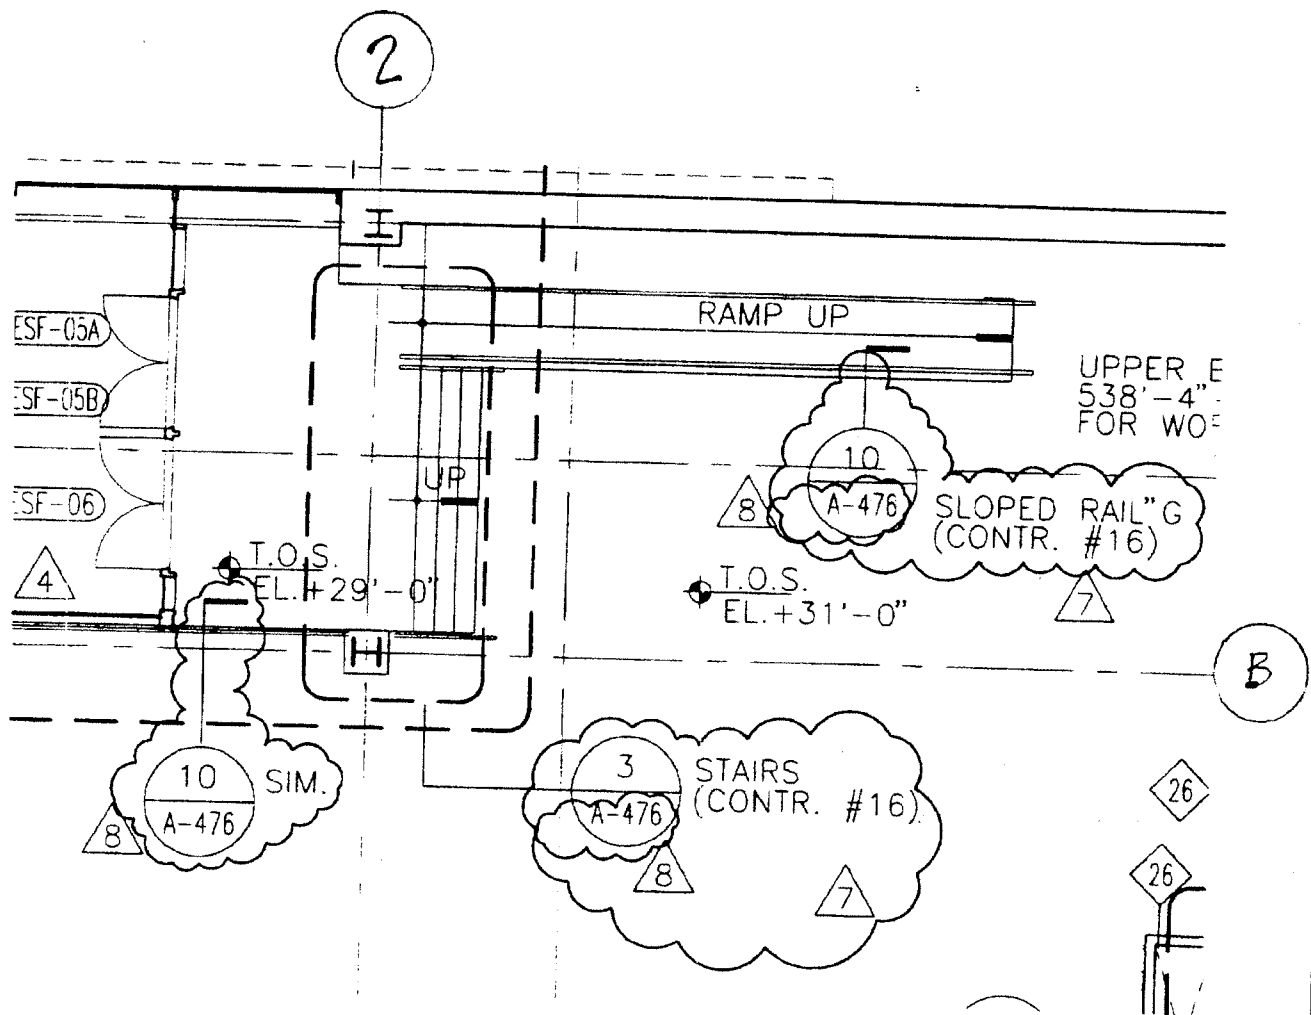 2
RAMP UP
ESF-05A
UPPER
538'-4"
FOR
ESF-05B
10
A-476
UP
8
SLOPED RAIL"G
(CONTR. #16)
ESF-06
4
T.O.S.
EL.+29'-0"
T.O.S.
EL.+31'-0"
7
B
10
A-476
SIM.
8
3
A-476
STAIRS
(CONTR. #16)
8
7
26
26